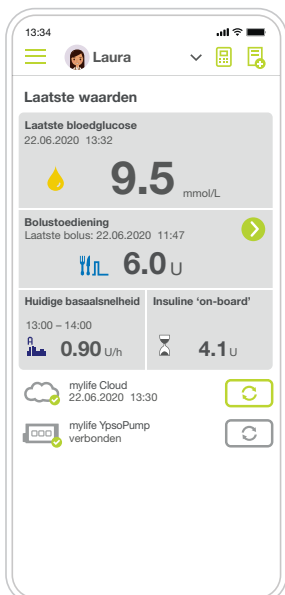 13:34
Laura
Laatste waarden
Laatste bloedglucose
22.06.2020 13:32
9.5 mmol/L
Bolustoediening
Laatste bolus: 22.06.2020 11:47
6.0 U
Huidige basaalsnelheid
13:00 – 14:00
A
0.90 U/h
Insuline ‘on-board’
4.1 U
mylife Cloud
22.06.2020 13:30
mylife YpsoPump
verbonden